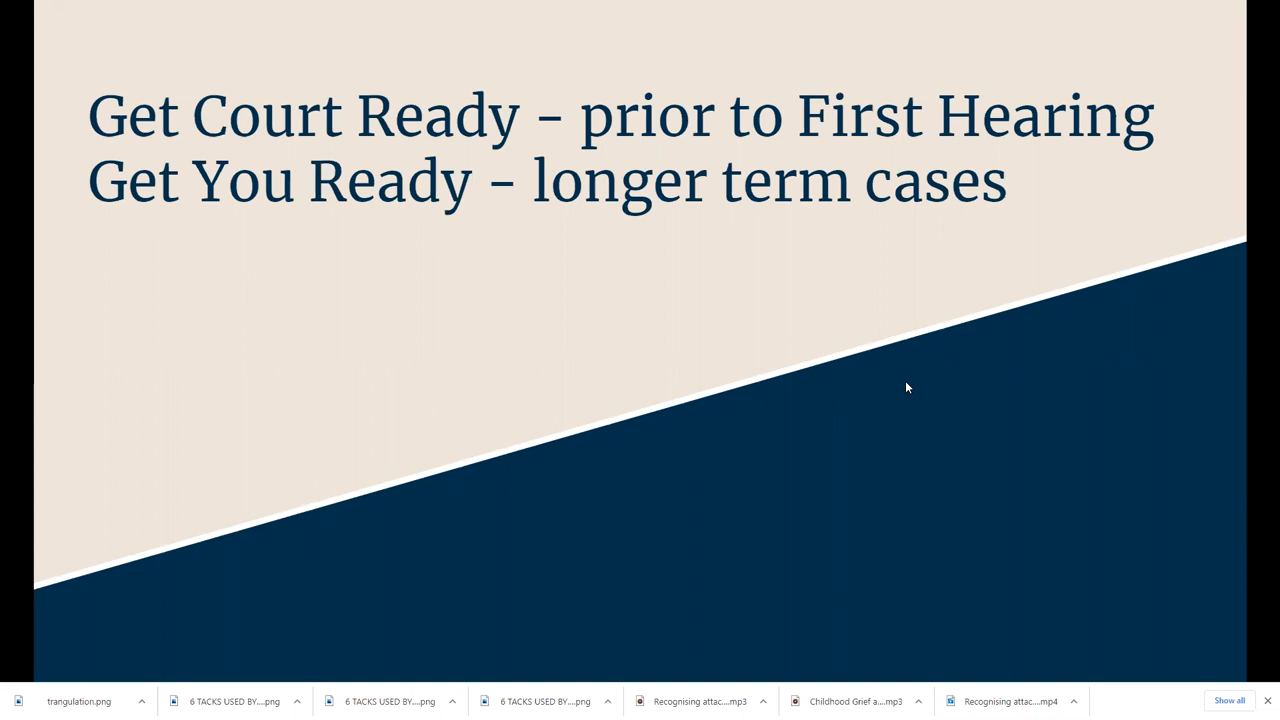 Get Court Ready - prior to First Hearing
Get You Ready - longer term cases
trangulation.png
6 TACKS USED BY....png
6 TACKS USED BY....png
6 TACKS USED BY....png
Recognising attac....mp3
Childhood Grief a....mp3
Recognising attac....mp4
Show all